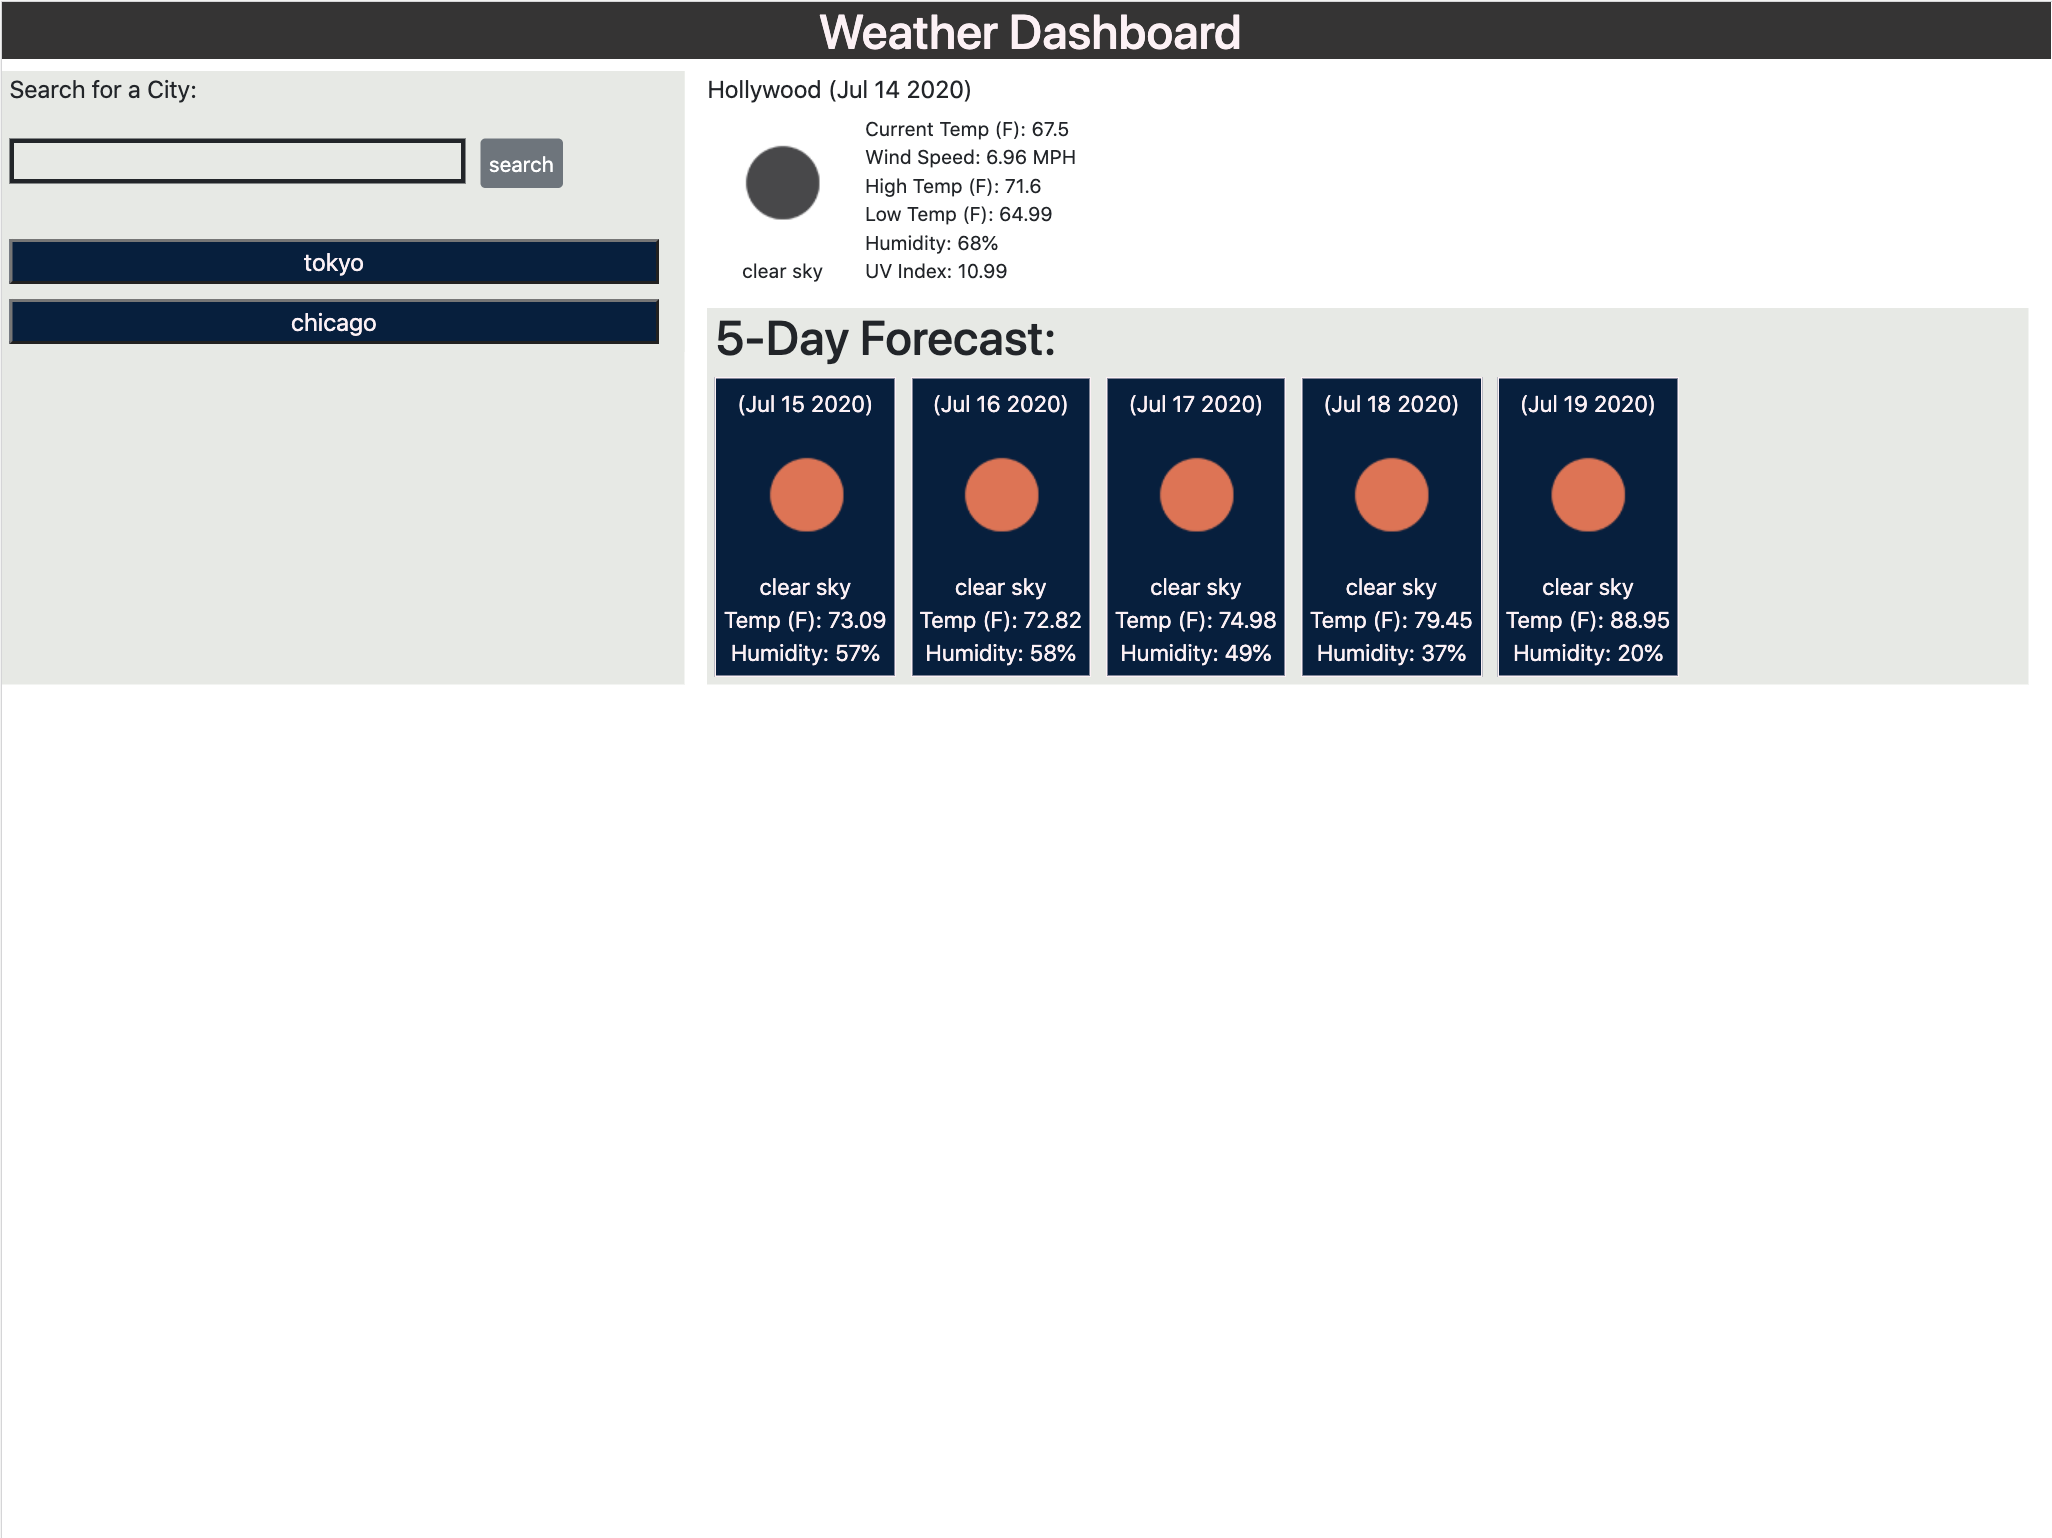 Weather Dashboard
Search for a City:
search
tokyo
chicago
Hollywood (Jul 14 2020)
clear sky
Current Temp (F): 67.5
Wind Speed: 6.96 MPH
High Temp (F): 71.6
Low Temp (F): 64.99
Humidity: 68%
UV Index: 10.99
5-Day Forecast:
(Jul 15 2020)
clear sky
Temp (F): 73.09
Humidity: 57%
(Jul 16 2020)
clear sky
Temp (F): 72.82
Humidity: 58%
(Jul 17 2020)
clear sky
Temp (F): 74.98
Humidity: 49%
(Jul 18 2020)
clear sky
Temp (F): 79.45
Humidity: 37%
(Jul 19 2020)
clear sky
Temp (F): 88.95
Humidity: 20%